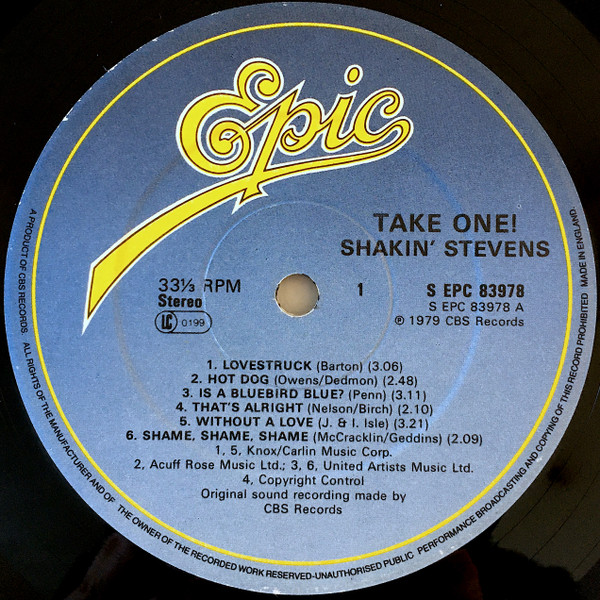 Epic
TAKE ONE!
SHAKIN' STEVENS
33⅓ RPM
Stereo
LC 0199
1
S EPC 83978
S EPC 83978 A
℗ 1979 CBS Records
1. LOVESTRUCK (Barton) (3.06)
2. HOT DOG (Owens/Dedmon) (2.48)
3. IS A BLUEBIRD BLUE? (Penn) (3.11)
4. THAT'S ALRIGHT (Nelson/Birch) (2.10)
5. WITHOUT A LOVE (J. & I. Isle) (3.21)
6. SHAME, SHAME, SHAME (McCracklin/Geddins) (2.09)
1, 5, Knox/Carlin Music Corp.
2, Acuff Rose Music Ltd.; 3, 6, United Artists Music Ltd.
4, Copyright Control
Original sound recording made by
CBS Records
A PRODUCT OF CBS RECORDS. ALL RIGHTS OF THE MANUFACTURER AND OF THE OWNER OF THE RECORDED WORK RESERVED-UNAUTHORISED PUBLIC PERFORMANCE BROADCASTING AND COPYING OF THIS RECORD PROHIBITED MADE IN ENGLAND.